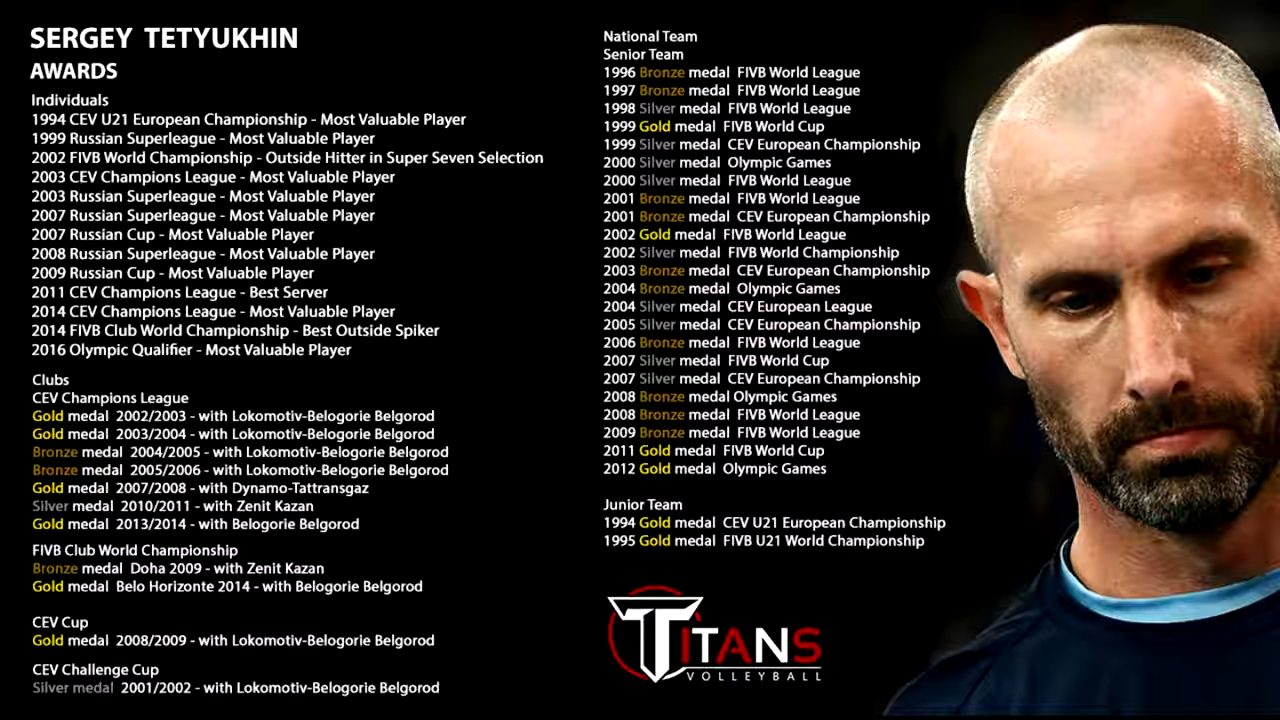 SERGEY TETYUKHIN
AWARDS
Individuals
1994 CEV U21 European Championship - Most Valuable Player
1999 Russian Superleague - Most Valuable Player
2002 FIVB World Championship - Outside Hitter in Super Seven Selection
2003 CEV Champions League - Most Valuable Player
2003 Russian Superleague - Most Valuable Player
2007 Russian Superleague - Most Valuable Player
2007 Russian Cup - Most Valuable Player
2008 Russian Superleague - Most Valuable Player
2009 Russian Cup - Most Valuable Player
2011 CEV Champions League - Best Server
2014 CEV Champions League - Most Valuable Player
2014 FIVB Club World Championship - Best Outside Spiker
2016 Olympic Qualifier - Most Valuable Player
Clubs
CEV Champions League
Gold medal 2002/2003 - with Lokomotiv-Belogorie Belgorod
Gold medal 2003/2004 - with Lokomotiv-Belogorie Belgorod
Bronze medal 2004/2005 - with Lokomotiv-Belogorie Belgorod
Bronze medal 2005/2006 - with Lokomotiv-Belogorie Belgorod
Gold medal 2007/2008 - with Dynamo-Tattransgaz
Silver medal 2010/2011 - with Zenit Kazan
Gold medal 2013/2014 - with Belogorie Belgorod
FIVB Club World Championship
Bronze medal Doha 2009 - with Zenit Kazan
Gold medal Belo Horizonte 2014 - with Belogorie Belgorod
CEV Cup
Gold medal 2008/2009 - with Lokomotiv-Belogorie Belgorod
CEV Challenge Cup
Silver medal 2001/2002 - with Lokomotiv-Belogorie Belgorod
National Team
Senior Team
1996 Bronze medal FIVB World League
1997 Bronze medal FIVB World League
1998 Silver medal FIVB World League
1999 Gold medal FIVB World Cup
1999 Silver medal CEV European Championship
2000 Silver medal Olympic Games
2000 Silver medal FIVB World League
2001 Bronze medal FIVB World League
2001 Bronze medal CEV European Championship
2002 Gold medal FIVB World League
2002 Silver medal FIVB World Championship
2003 Bronze medal CEV European Championship
2004 Bronze medal Olympic Games
2004 Silver medal CEV European League
2005 Silver medal CEV European Championship
2006 Bronze medal FIVB World League
2007 Silver medal FIVB World Cup
2007 Silver medal CEV European Championship
2008 Bronze medal Olympic Games
2008 Bronze medal FIVB World League
2009 Bronze medal FIVB World League
2011 Gold medal FIVB World Cup
2012 Gold medal Olympic Games
Junior Team
1994 Gold medal CEV U21 European Championship
1995 Gold medal FIVB U21 World Championship
TITANS
VOLLEYBALL